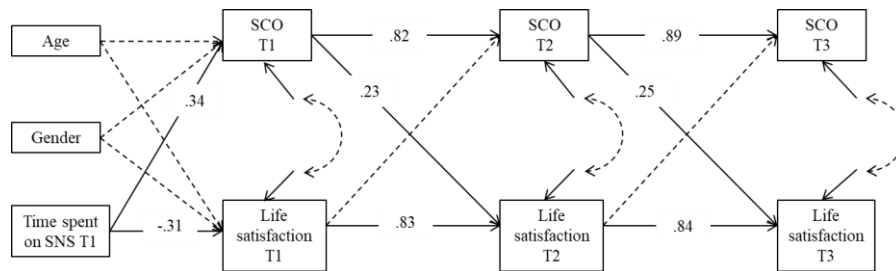 Age
Gender
Time spent
on SNS T1
SCO
T1
.34
-.31
Life
satisfaction
T1
.82
.23
.83
SCO
T2
Life
satisfaction
T2
.89
.25
.84
SCO
T3
Life
satisfaction
T3